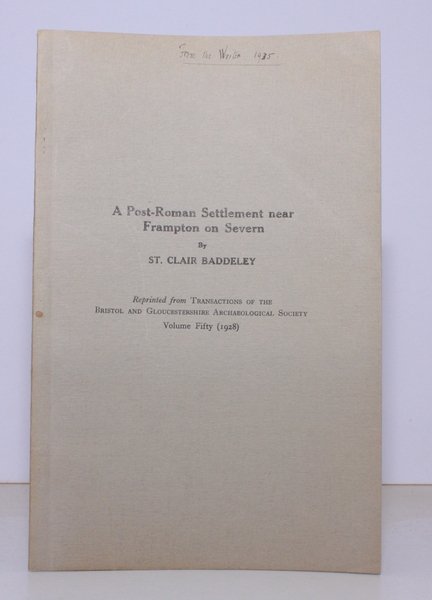 From the Writer 1935.
A Post-Roman Settlement near
Frampton on Severn
By
ST. CLAIR BADDELEY
Reprinted from TRANSACTIONS OF THE
BRISTOL AND GLOUCESTERSHIRE ARCHAEOLOGICAL SOCIETY
Volume Fifty (1928)